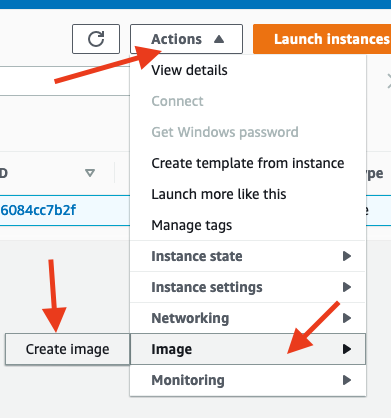 Actions ▲
Launch instances
View details
Connect
Get Windows password
Create template from instance
D
ype
Launch more like this
6084cc7b2f
e
Manage tags
Instance state
Instance settings
Networking
Create image
Image
Monitoring